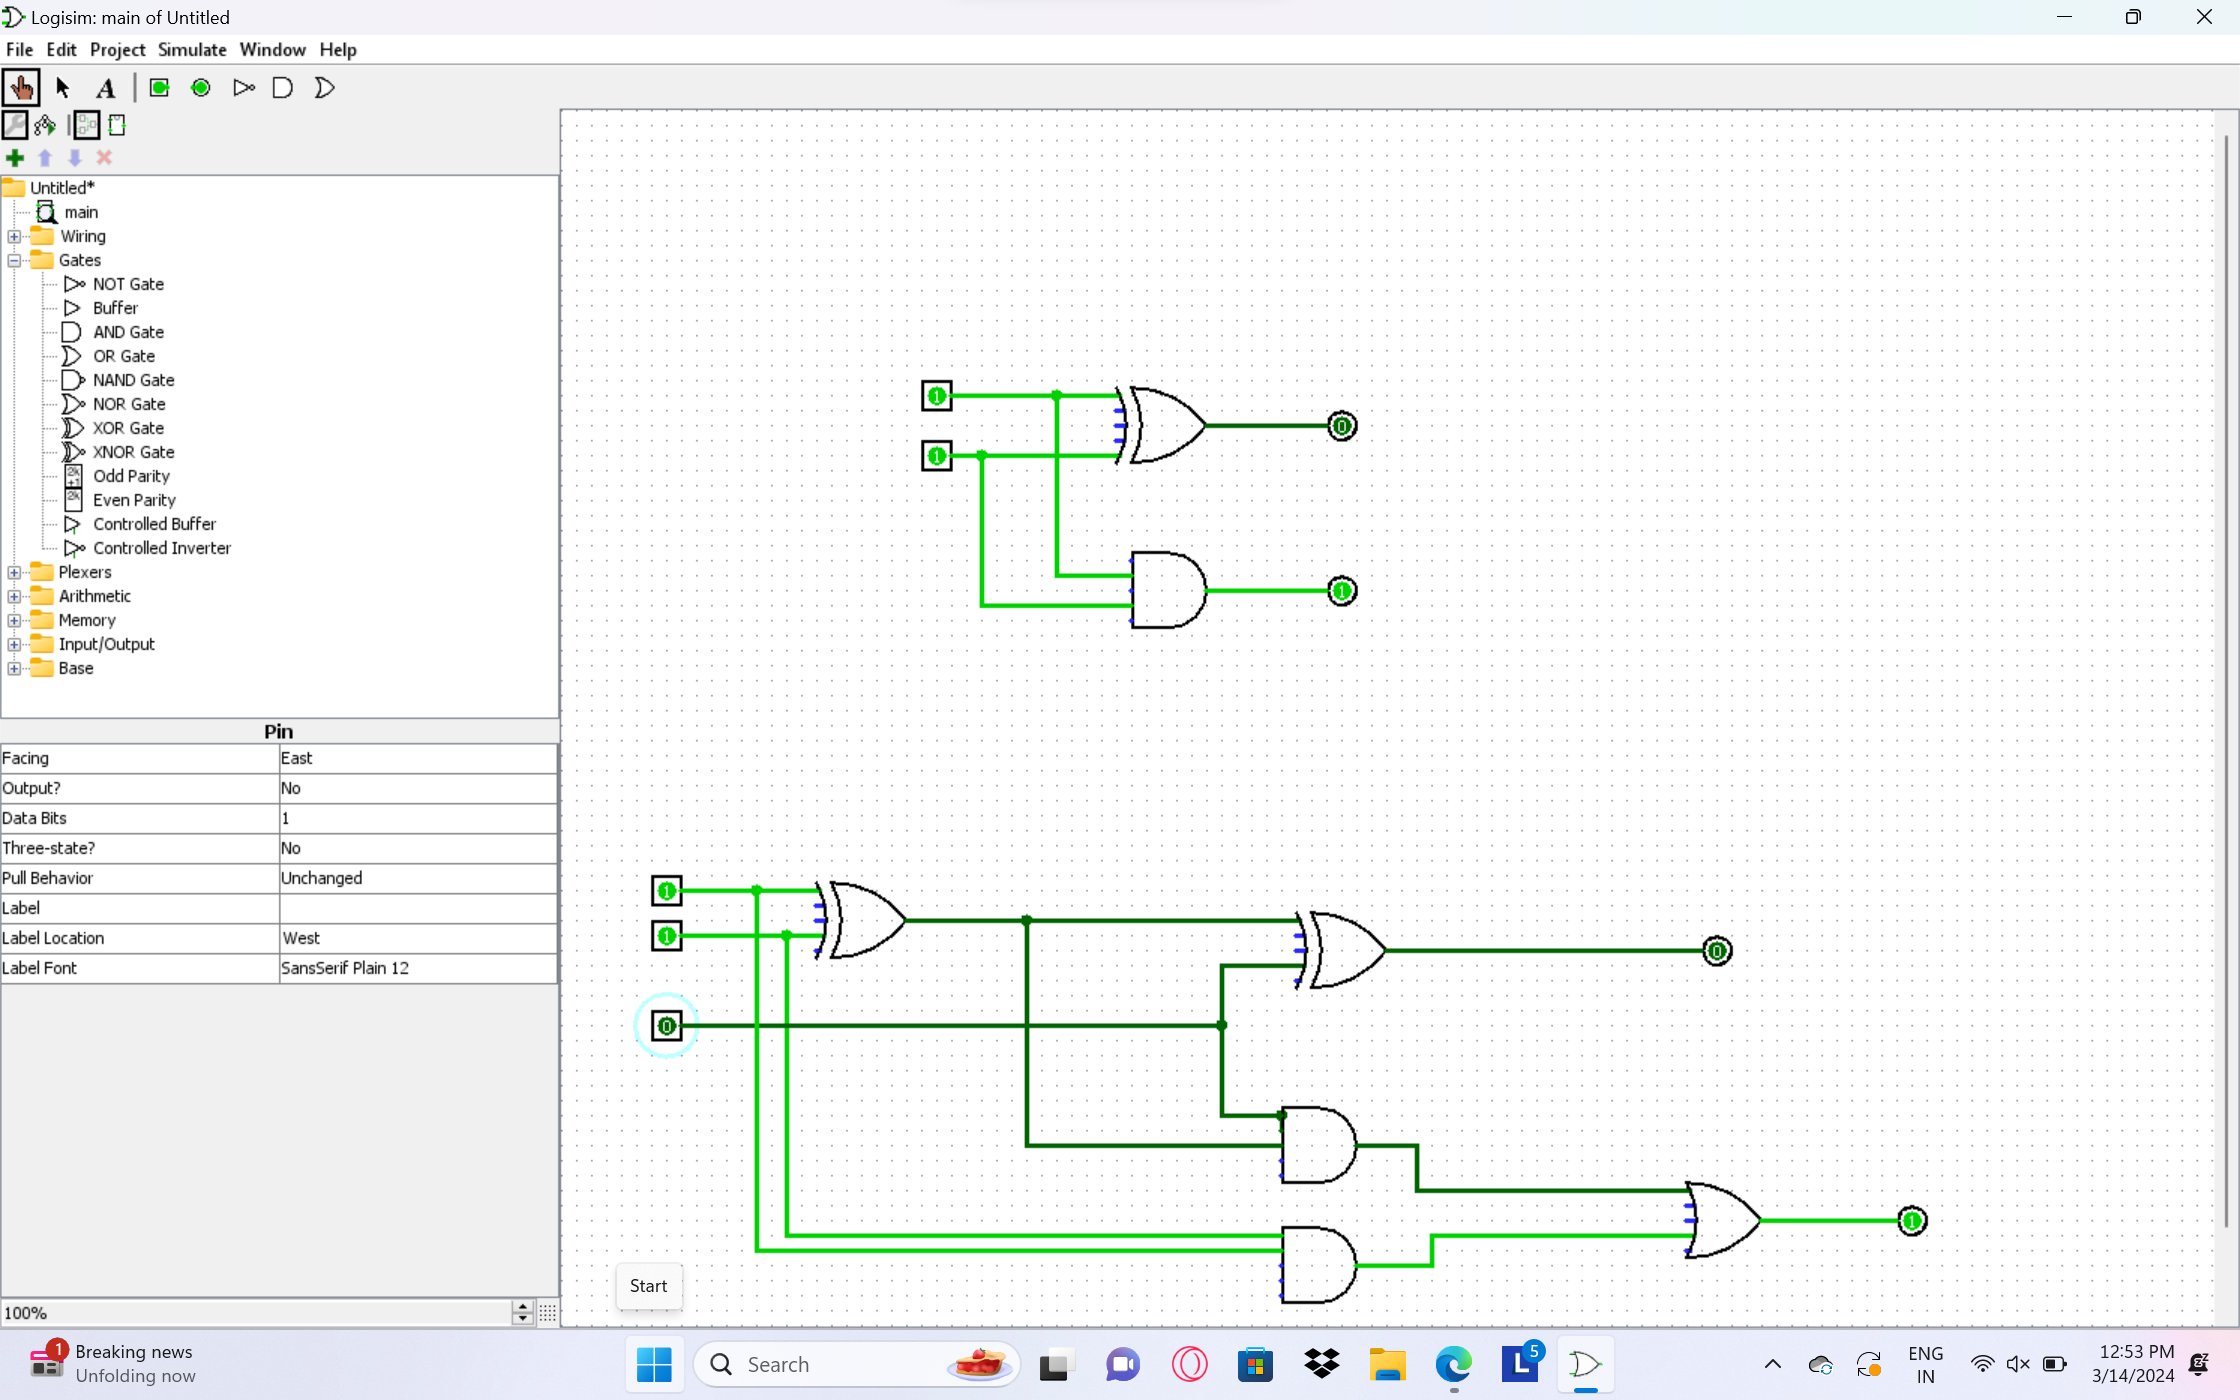 Logisim: main of Untitled
File Edit Project Simulate Window Help
A
Untitled*
main
Wiring
Gates
NOT Gate
Buffer
AND Gate
OR Gate
NAND Gate
NOR Gate
XOR Gate
XNOR Gate
2k+1 Odd Parity
2k Even Parity
Controlled Buffer
Controlled Inverter
Plexers
Arithmetic
Memory
Input/Output
Base
Pin
Facing East
Output? No
Data Bits 1
Three-state? No
Pull Behavior Unchanged
Label
Label Location West
Label Font SansSerif Plain 12
100%
1
0
1
1
1
1
0
0
1
Start
1
Breaking news
Unfolding now
Search
L
5
ENG
IN
12:53 PM
3/14/2024